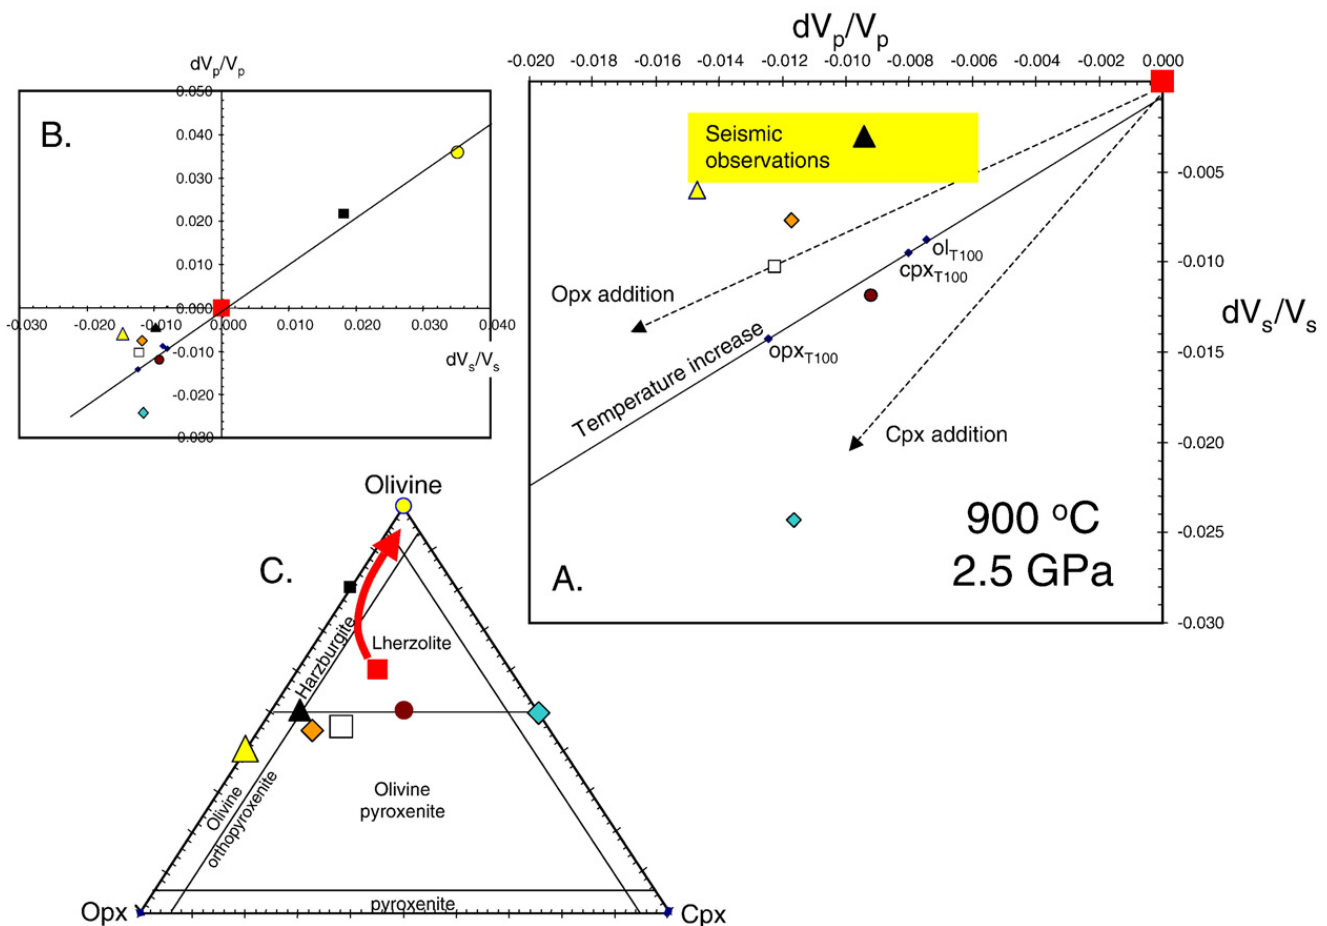 dVp/Vp
-0.020 -0.018 -0.016 -0.014 -0.012 -0.010 -0.008 -0.006 -0.004 -0.002 0.000
Seismic
observations
-0.005
olT100
cpxT100
-0.010
Opx addition
dVs/Vs
opxT100
-0.015
Temperature increase
Cpx addition
-0.020
900 oC
-0.025
2.5 GPa
A.
-0.030
dVp/Vp
B.
0.050
0.040
0.030
0.020
0.010
0.000
-0.030 -0.020 -0.010 0.000 0.010 0.020 0.030 0.040
-0.010
dVs/Vs
-0.020
0.030
Olivine
C.
Harzburgite
Lherzolite
Olivine
orthopyroxenite
Olivine
pyroxenite
pyroxenite
Opx
Cpx